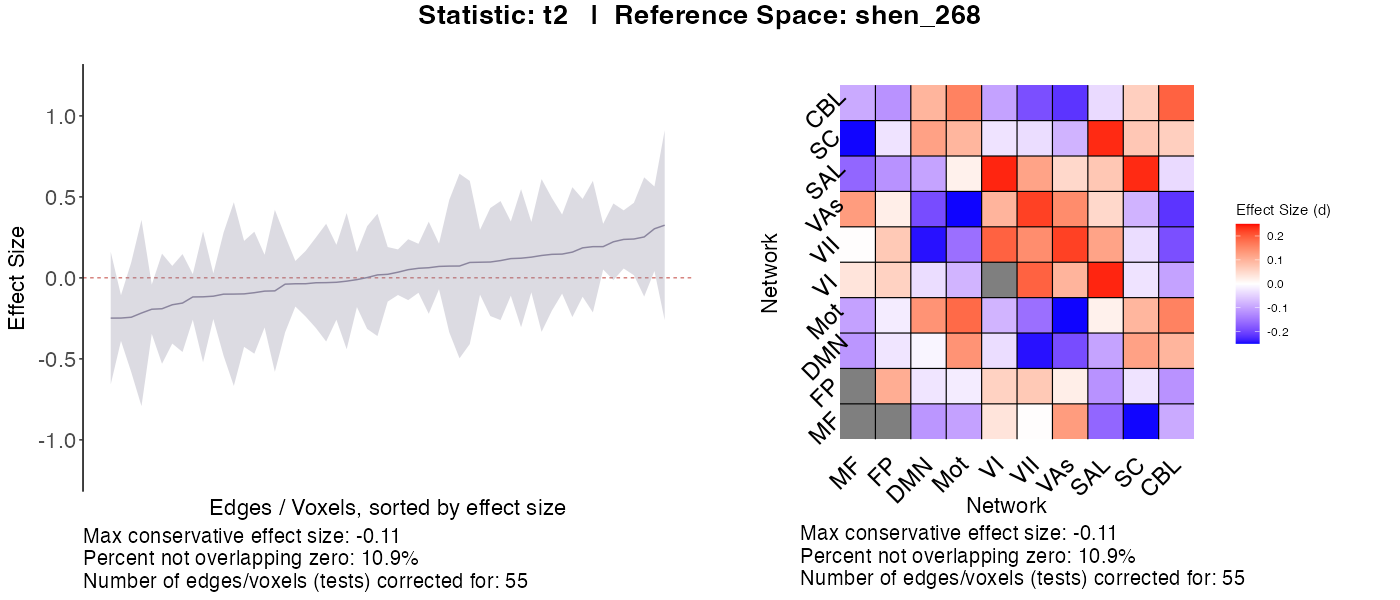 Statistic: t2 | Reference Space: shen_268
Effect Size
1.0
0.5
0.0
-0.5
-1.0
Edges / Voxels, sorted by effect size
Max conservative effect size: -0.11
Percent not overlapping zero: 10.9%
Number of edges/voxels (tests) corrected for: 55
Network
CBL
SC
SAL
VAs
VII
VI
Mot
DMN
FP
MF
MF FP DMN Mot VI VII VAs SAL SC CBL
Network
Max conservative effect size: -0.11
Percent not overlapping zero: 10.9%
Number of edges/voxels (tests) corrected for: 55
Effect Size (d)
0.2
0.1
0.0
-0.1
-0.2